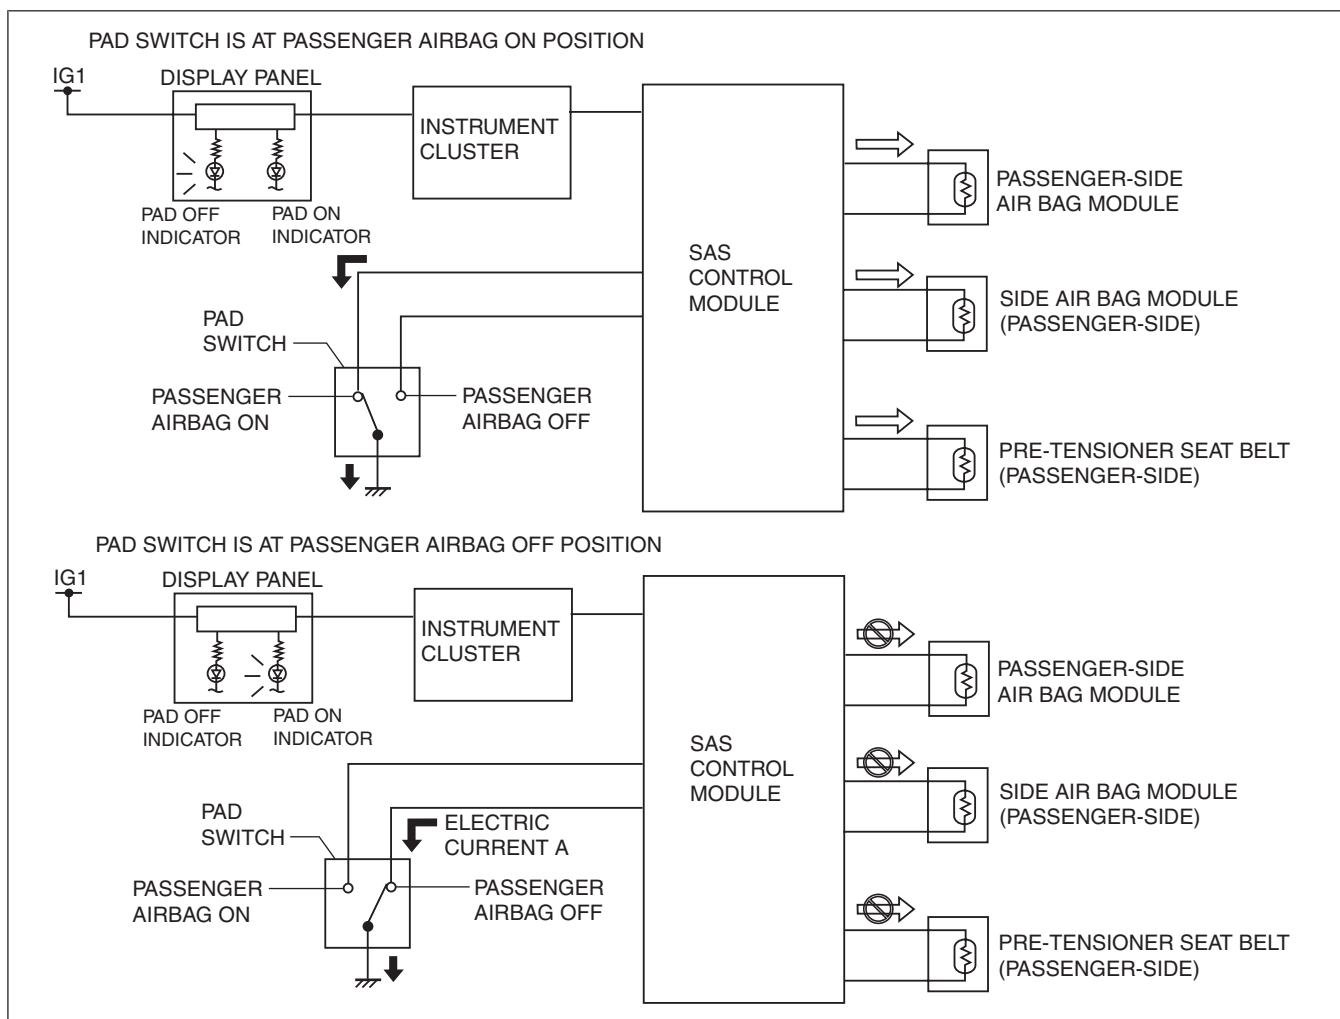 PAD SWITCH IS AT PASSENGER AIRBAG ON POSITION
IG1
DISPLAY PANEL
INSTRUMENT
CLUSTER
PAD OFF
INDICATOR
PAD ON
INDICATOR
SAS
CONTROL
MODULE
PASSENGER-SIDE
AIR BAG MODULE
SIDE AIR BAG MODULE
(PASSENGER-SIDE)
PAD
SWITCH
PASSENGER
AIRBAG ON
PASSENGER
AIRBAG OFF
PRE-TENSIONER SEAT BELT
(PASSENGER-SIDE)
PAD SWITCH IS AT PASSENGER AIRBAG OFF POSITION
IG1
DISPLAY PANEL
INSTRUMENT
CLUSTER
PAD OFF
INDICATOR
PAD ON
INDICATOR
SAS
CONTROL
MODULE
PASSENGER-SIDE
AIR BAG MODULE
SIDE AIR BAG MODULE
(PASSENGER-SIDE)
PAD
SWITCH
ELECTRIC
CURRENT A
PASSENGER
AIRBAG ON
PASSENGER
AIRBAG OFF
PRE-TENSIONER SEAT BELT
(PASSENGER-SIDE)